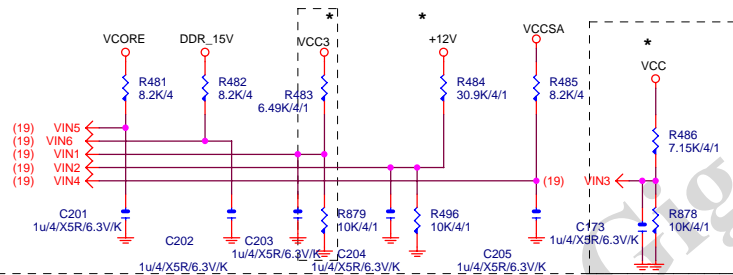 * * *
VCORE DDR_15V VCC3 +12V VCCSA VCC
R481 8.2K/4
R482 8.2K/4
R483 6.49K/4/1
R484 30.9K/4/1
R485 8.2K/4
R486 7.15K/4/1
(19) VIN5
(19) VIN6
(19) VIN1
(19) VIN2
(19) VIN4
(19) VIN3
C201 1u/4/X5R/6.3V/K
C202 1u/4/X5R/6.3V/K
C203 1u/4/X5R/6.3V/K
R879 10K/4/1
C204 1u/4/X5R/6.3V/K
R496 10K/4/1
C205 1u/4/X5R/6.3V/K
C173 1u/4/X5R/6.3V/K
R878 10K/4/1
Gig